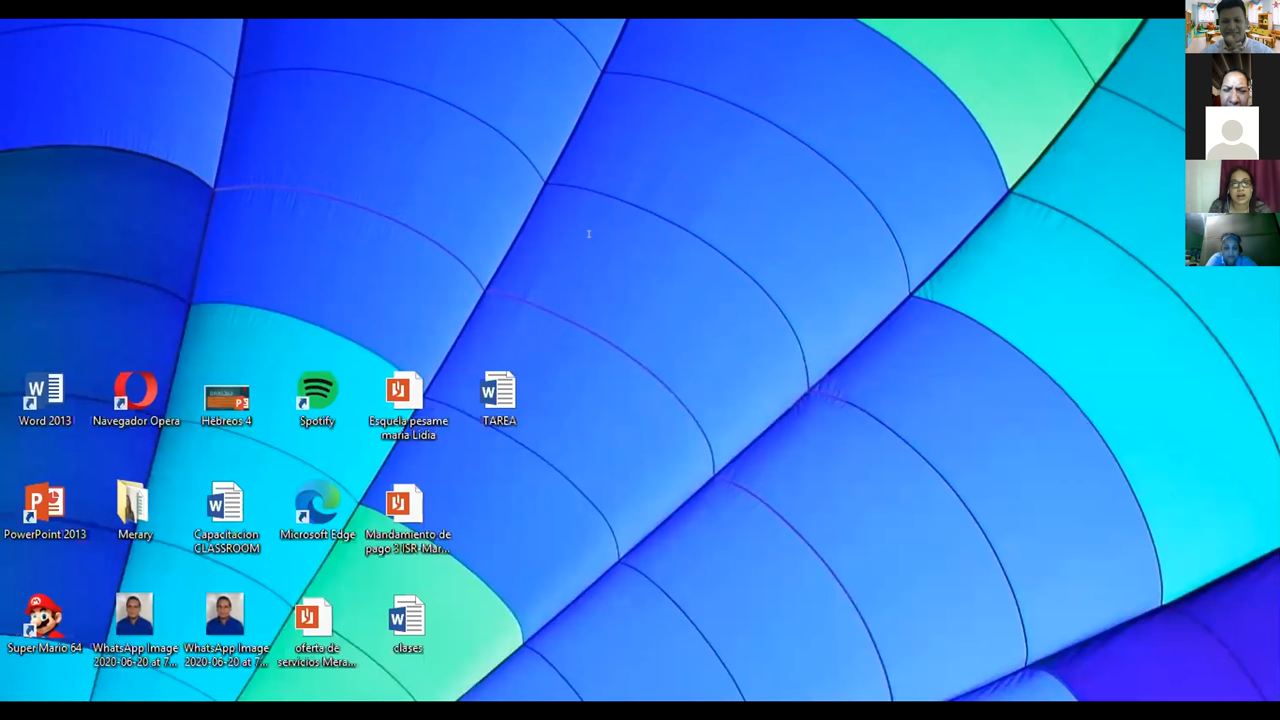 Word 2013
Navegador Opera
Hebreos 4
Spotify
Esquela pesame
maria Lidia
TAREA
PowerPoint 2013
Merary
Capacitacion
CLASSROOM
Microsoft Edge
Mandamiento de
pago 3 ISR-Mar...
Super Mario 64
WhatsApp Image
2020-06-20 at 7...
WhatsApp Image
2020-06-20 at 7...
oferta de
servicios Mera...
clases